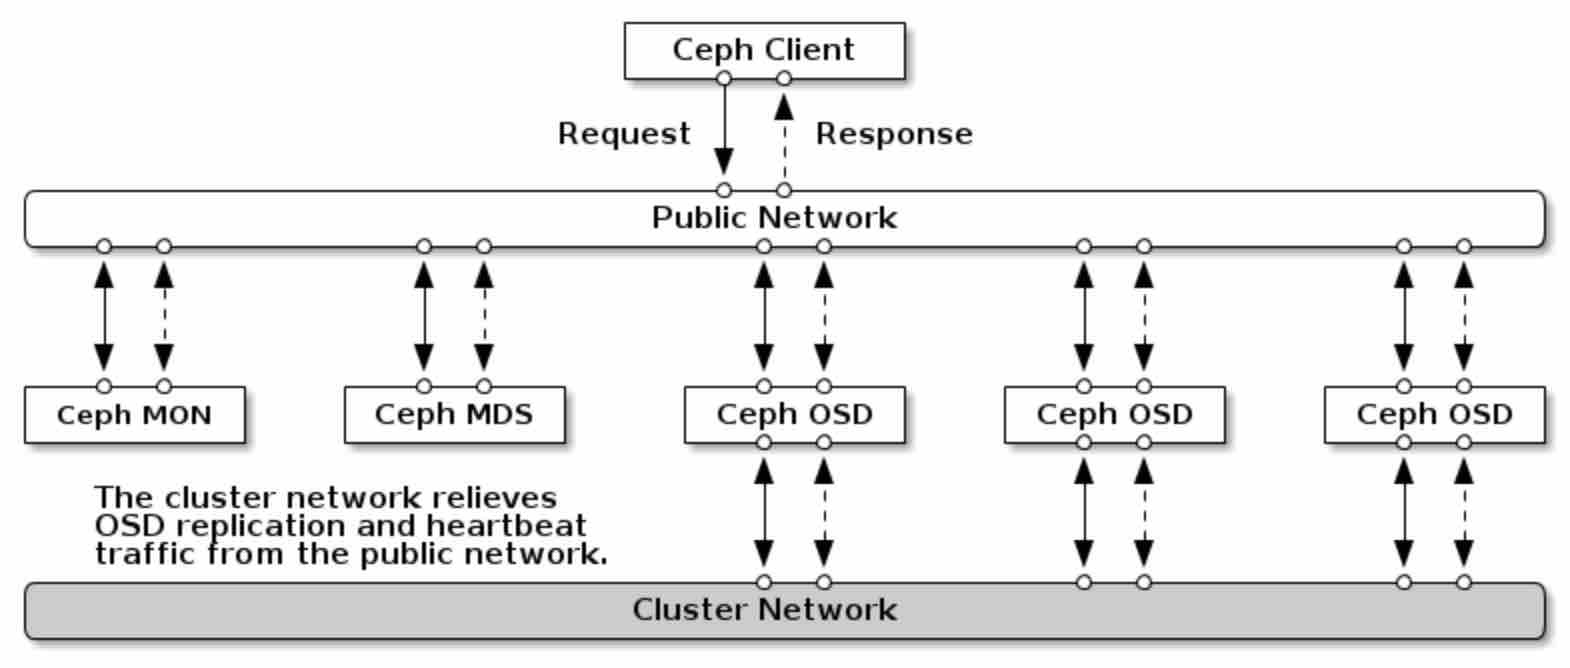 Ceph Client
Request
Response
Public Network
Ceph MON
Ceph MDS
Ceph OSD
Ceph OSD
Ceph OSD
The cluster network relieves
OSD replication and heartbeat
traffic from the public network.
Cluster Network